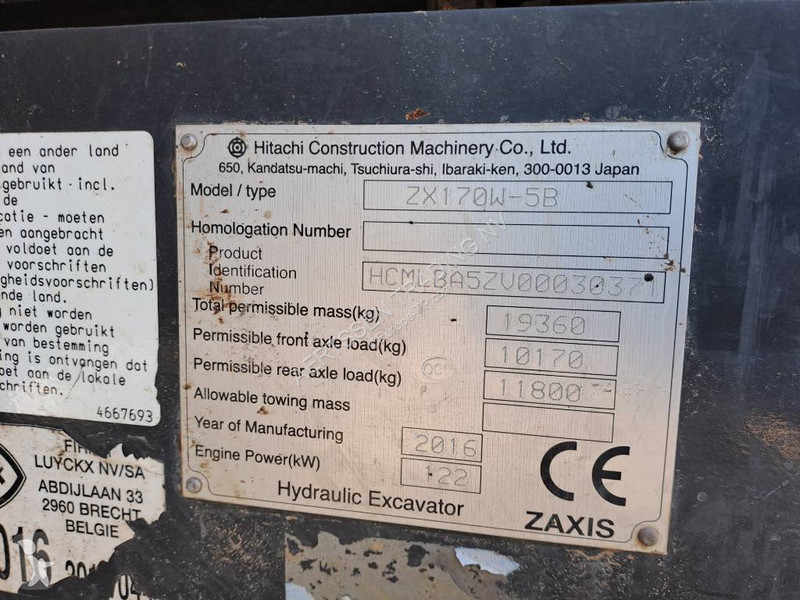 een ander land
and van
gebruikt - incl.
de
catie - moeten
en aangebracht
voldoet aan de
voorschriften
gheidsvoorschriften)
nde land.
niet worden
worden gebruikt
van bestemming
ing is ontvangen dat
oet aan de lokale
chriften.
4667693
FIR
LUYCKX NV/SA
ABDIJLAAN 33
2960 BRECHT
BELGIE
016
Hitachi Construction Machinery Co., Ltd.
650, Kandatsu-machi, Tsuchiura-shi, Ibaraki-ken, 300-0013 Japan
Model / type ZX170W-5B
Homologation Number
Product
Identification
Number HCMLBA5ZV00030371
Total permissible mass(kg) 19360
Permissible front axle load(kg) 10170
Permissible rear axle load(kg) 11800
Allowable towing mass
Year of Manufacturing 2016
Engine Power(kW) 122
Hydraulic Excavator
CE
ZAXIS